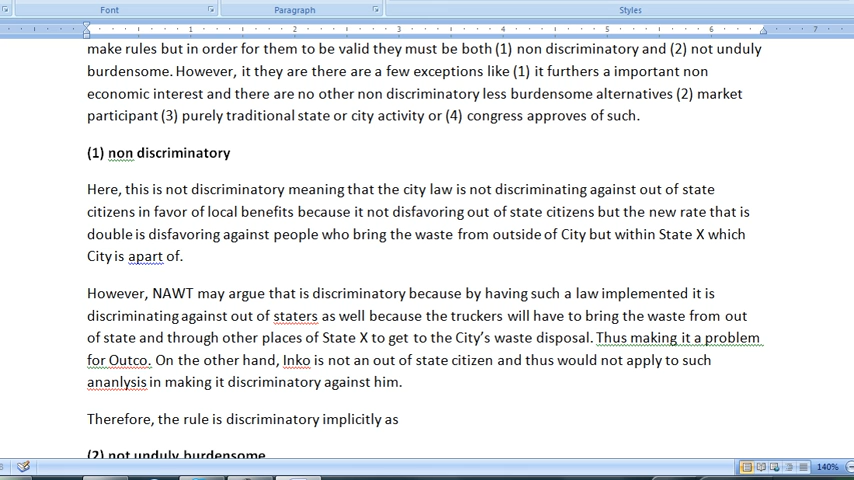 Font
Paragraph
Styles
1 2 3 4 5 6 7
make rules but in order for them to be valid they must be both (1) non discriminatory and (2) not unduly
burdensome. However, it they are there are a few exceptions like (1) it furthers a important non
economic interest and there are no other non discriminatory less burdensome alternatives (2) market
participant (3) purely traditional state or city activity or (4) congress approves of such.
(1) non discriminatory
Here, this is not discriminatory meaning that the city law is not discriminating against out of state
citizens in favor of local benefits because it not disfavoring out of state citizens but the new rate that is
double is disfavoring against people who bring the waste from outside of City but within State X which
City is apart of.
However, NAWT may argue that is discriminatory because by having such a law implemented it is
discriminating against out of staters as well because the truckers will have to bring the waste from out
of state and through other places of State X to get to the City's waste disposal. Thus making it a problem
for Outco. On the other hand, Inko is not an out of state citizen and thus would not apply to such
ananlysis in making it discriminatory against him.
Therefore, the rule is discriminatory implicitly as
(2) not unduly burdensome
140%